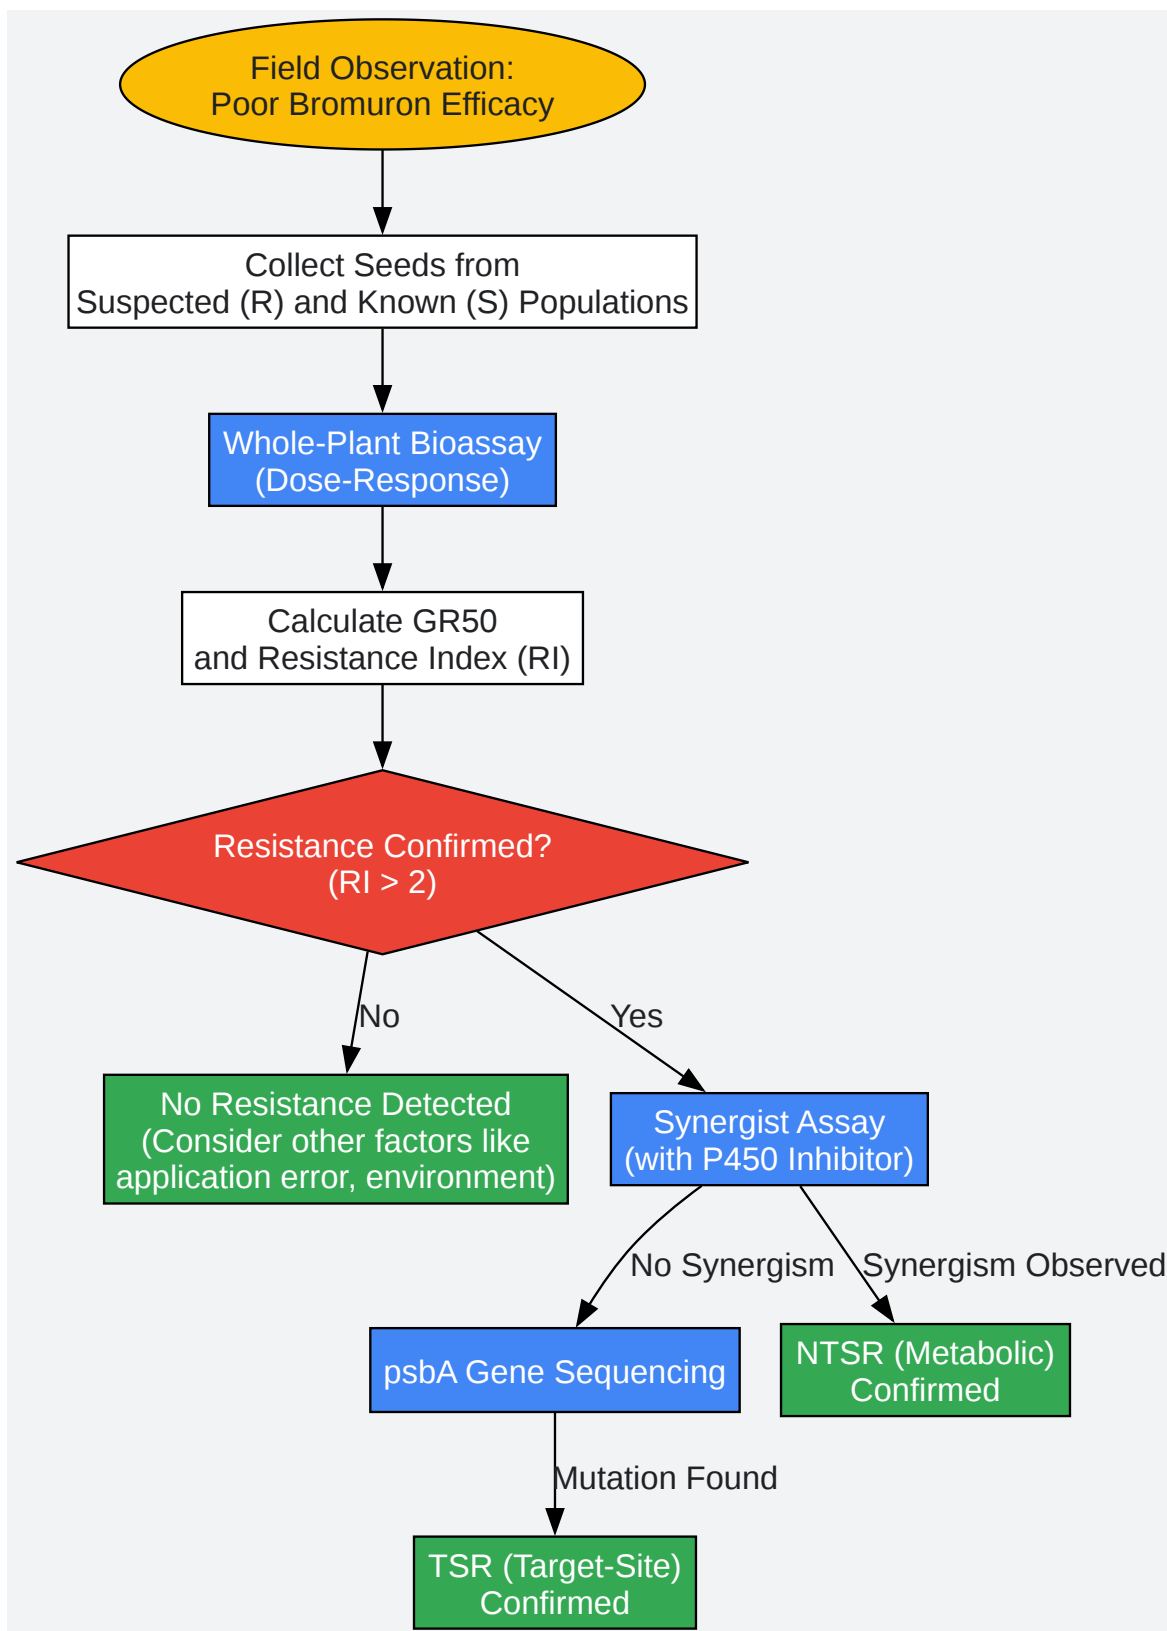 Field Observation:
Poor Bromuron Efficacy
Collect Seeds from
Suspected (R) and Known (S) Populations
Whole-Plant Bioassay
(Dose-Response)
Calculate GR50
and Resistance Index (RI)
Resistance Confirmed?
(RI > 2)
No
Yes
No Resistance Detected
(Consider other factors like
application error, environment)
Synergist Assay
(with P450 Inhibitor)
No Synergism
Synergism Observed
psbA Gene Sequencing
NTSR (Metabolic)
Confirmed
Mutation Found
TSR (Target-Site)
Confirmed